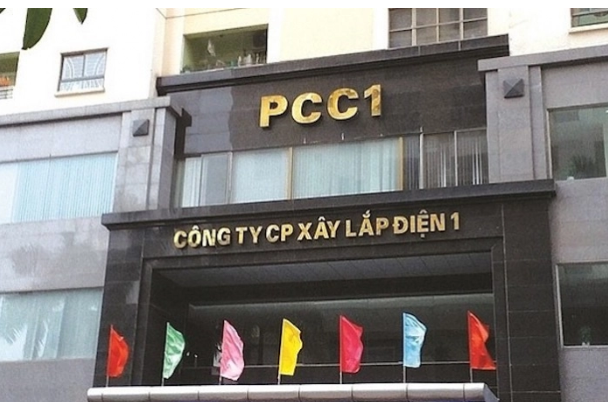 PCC1
CÔNG TY CP XÂY LẮP ĐIỆN 1